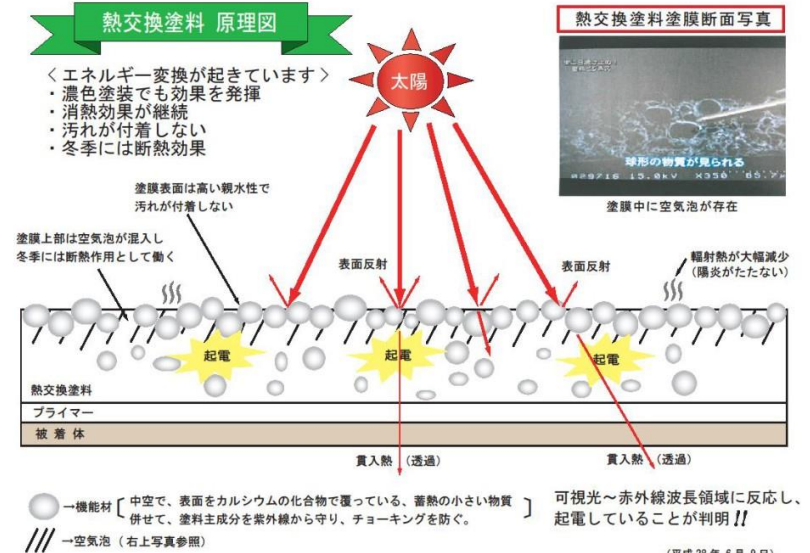 熱交換塗料 原理図
＜エネルギー変換が起きています＞
・濃色塗装でも効果を発揮
・消熱効果が継続
・汚れが付着しない
・冬季には断熱効果
太陽
熱交換塗料塗膜断面写真
球形の物質が見られる
029716 15.0kV X350 85.7
塗膜中に空気泡が存在
塗膜表面は高い親水性で
汚れが付着しない
塗膜上部は空気泡が混入し
冬季には断熱作用として働く
表面反射
表面反射
輻射熱が大幅減少
（陽炎がたたない）
起電
起電
起電
熱交換塗料
プライマー
被着体
貫入熱（透過）
貫入熱（透過）
→機能材
中空で、表面をカルシウムの化合物で覆っている、蓄熱の小さい物質
併せて、塗料主成分を紫外線から守り、チョーキングを防ぐ。
→空気泡（右上写真参照）
可視光～赤外線波長領域に反応し、
起電していることが判明!!